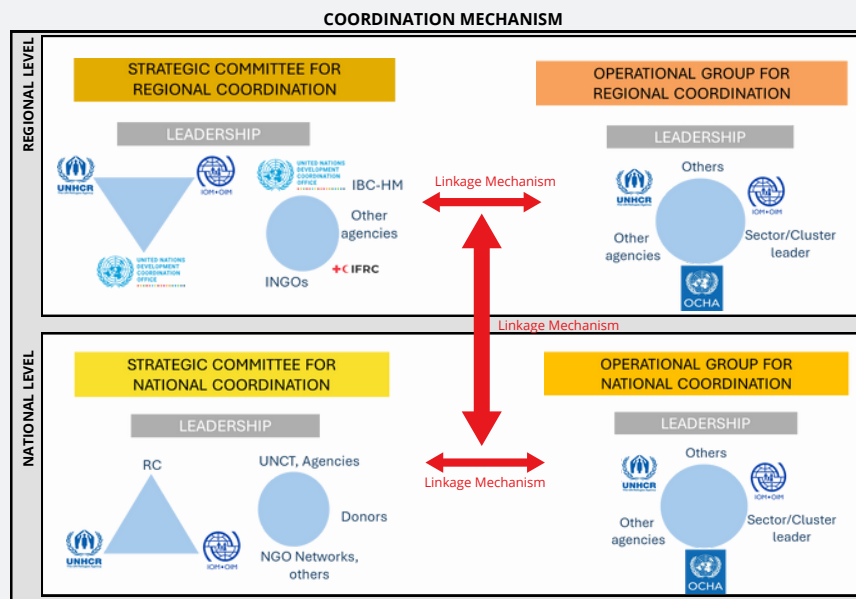 COORDINATION MECHANISM
REGIONAL LEVEL
STRATEGIC COMMITTEE FOR
REGIONAL COORDINATION
LEADERSHIP
UNHCR
IOM•OIM
UNITED NATIONS
DEVELOPMENT
COORDINATION
OFFICE
UNITED NATIONS
DEVELOPMENT
COORDINATION
OFFICE
IBC-HM
Other
agencies
IFRC
INGOs
Linkage Mechanism
OPERATIONAL GROUP FOR
REGIONAL COORDINATION
LEADERSHIP
Others
UNHCR
IOM•OIM
Other
agencies
Sector/Cluster
leader
OCHA
Linkage Mechanism
NATIONAL LEVEL
STRATEGIC COMMITTEE FOR
NATIONAL COORDINATION
LEADERSHIP
RC
UNHCR
IOM•OIM
UNCT, Agencies
Donors
NGO Networks,
others
Linkage Mechanism
OPERATIONAL GROUP FOR
NATIONAL COORDINATION
LEADERSHIP
Others
UNHCR
IOM•OIM
Other
agencies
Sector/Cluster
leader
OCHA